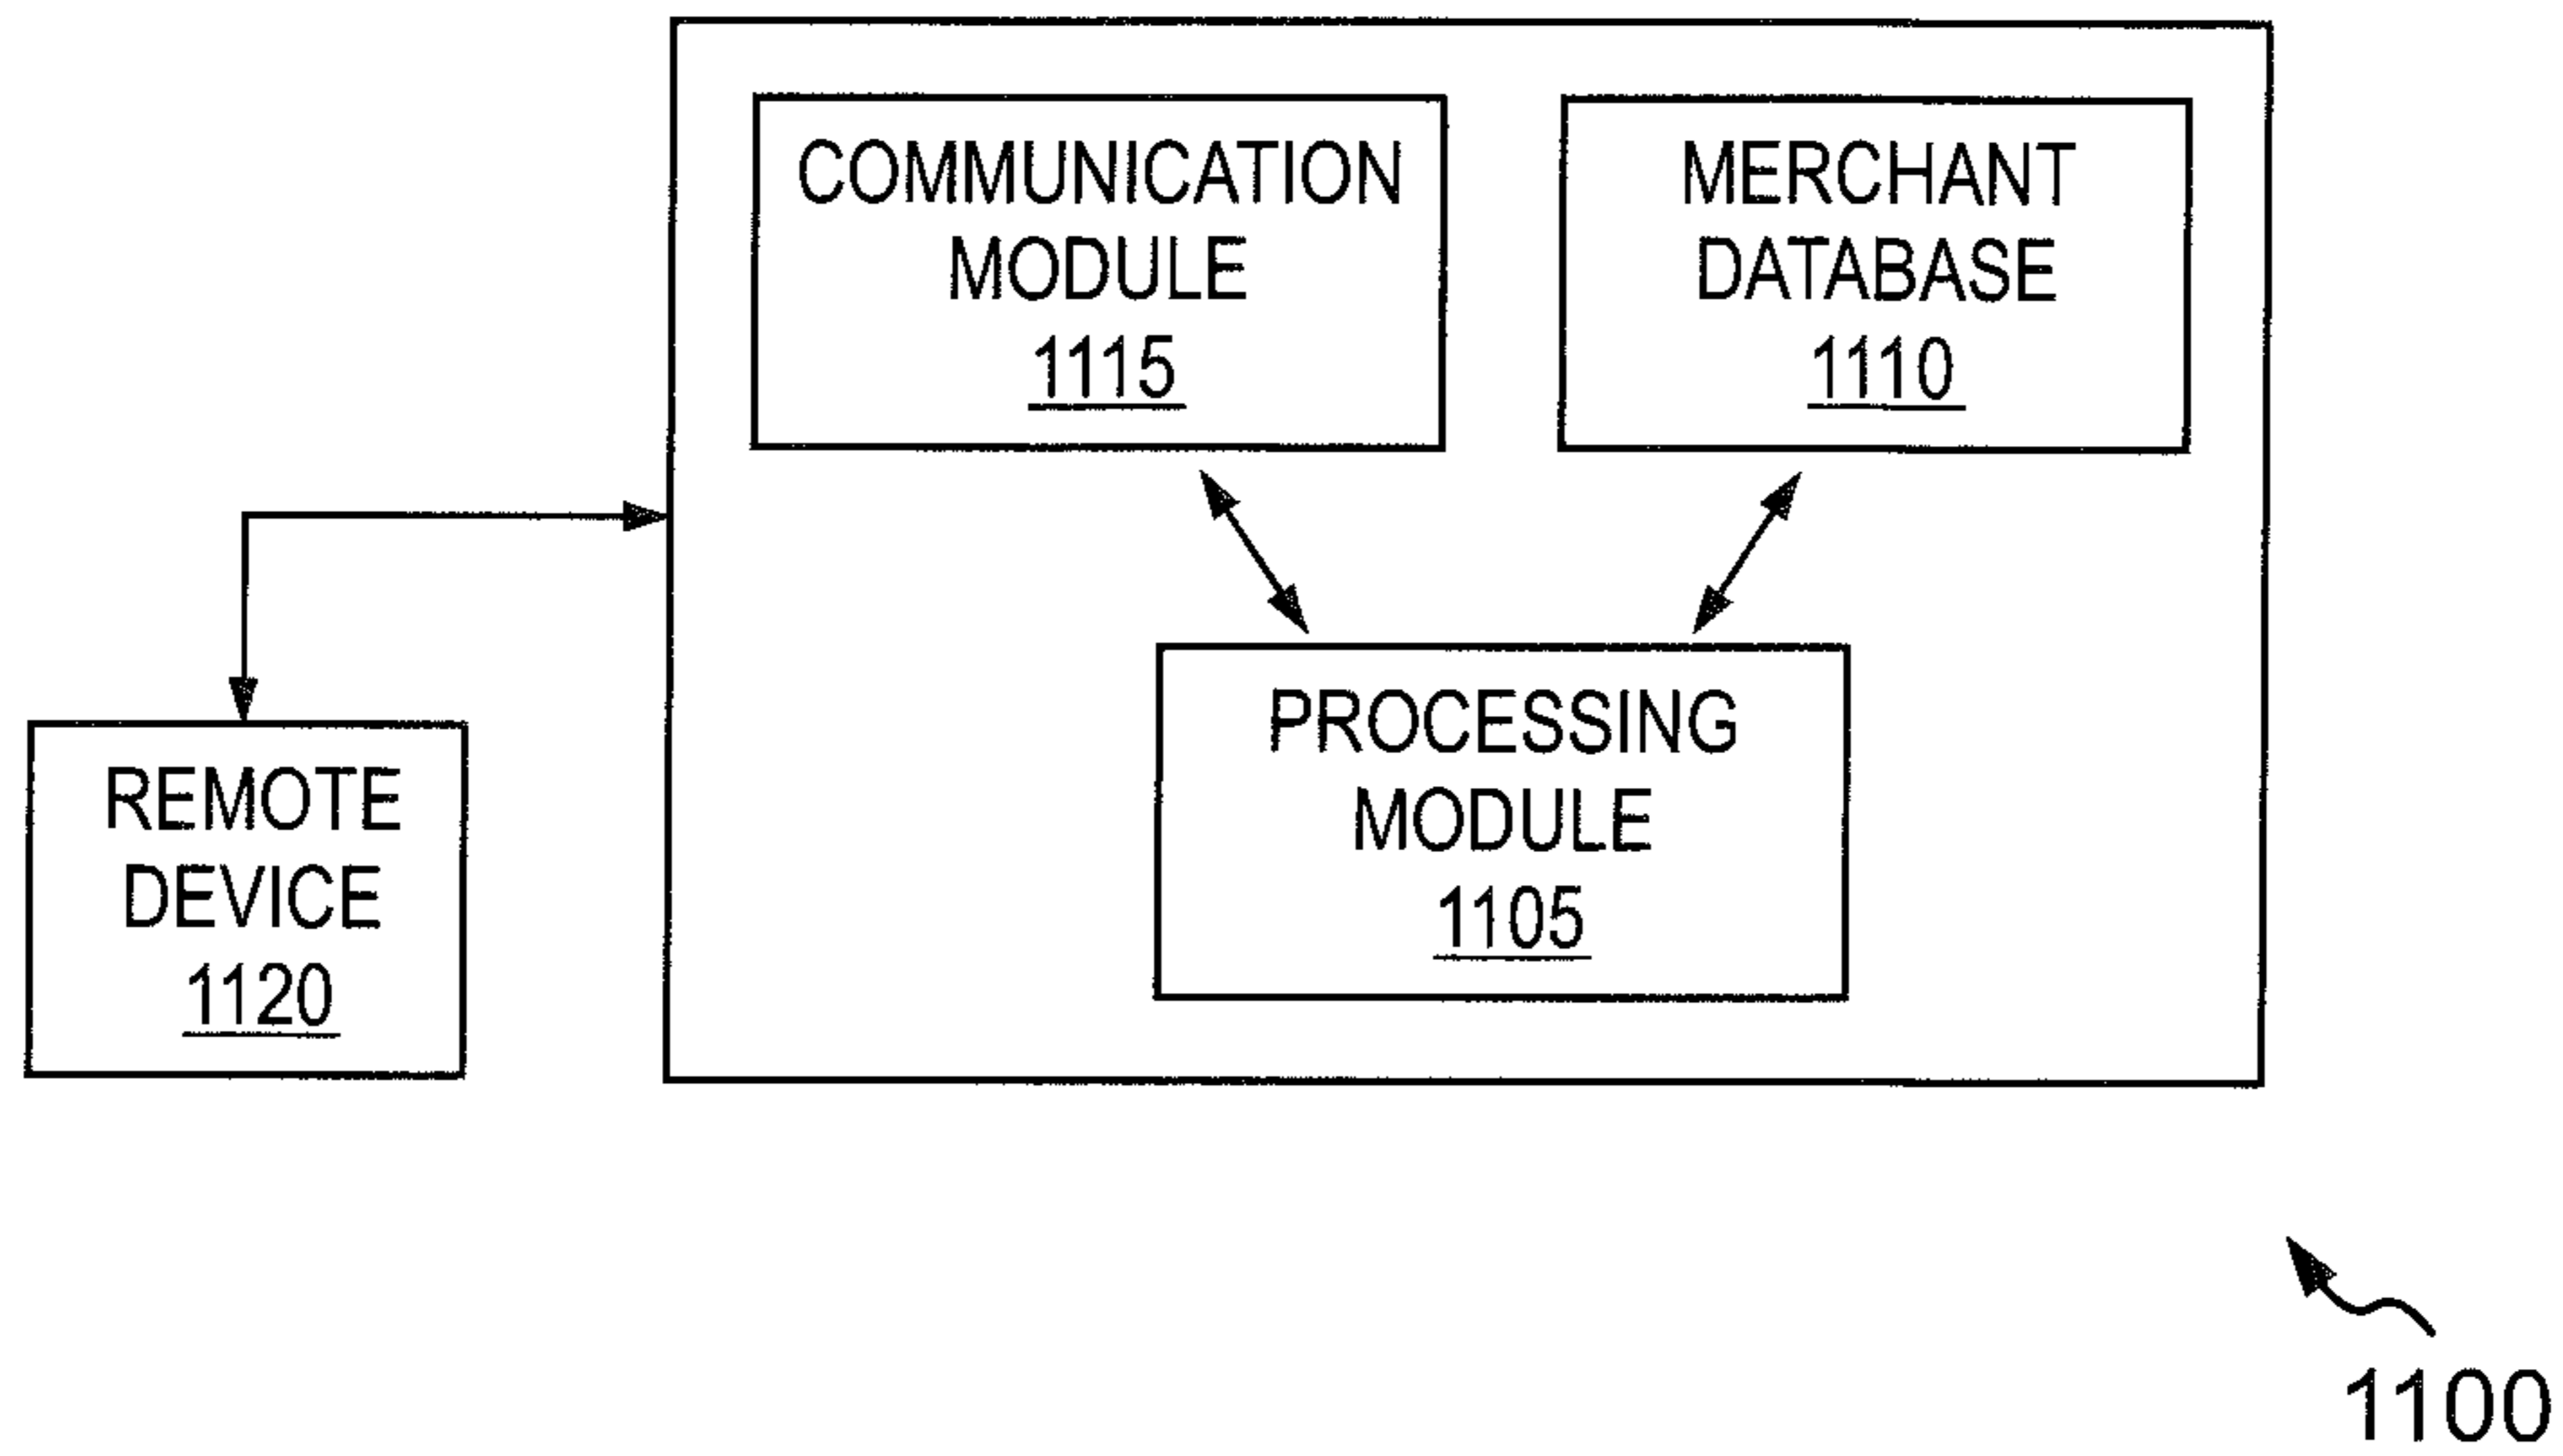 COMMUNICATION
MODULE
1115
MERCHANT
DATABASE
1110
PROCESSING
MODULE
1105
REMOTE
DEVICE
1120
1100